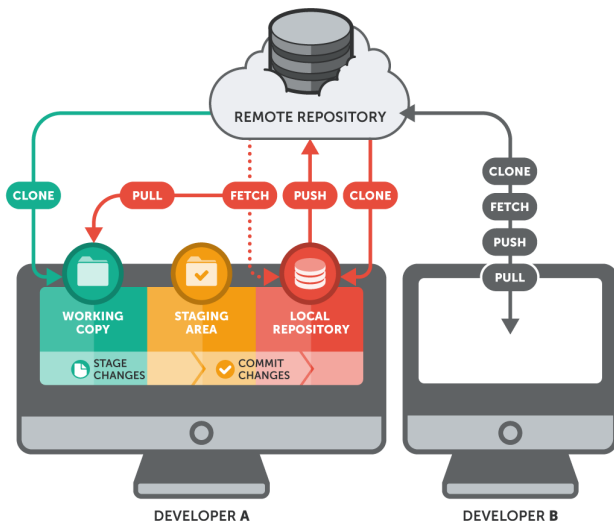 REMOTE REPOSITORY
CLONE
PULL
FETCH
PUSH
CLONE
CLONE
FETCH
PUSH
PULL
WORKING
COPY
STAGING
AREA
LOCAL
REPOSITORY
STAGE
CHANGES
COMMIT
CHANGES
DEVELOPER A
DEVELOPER B